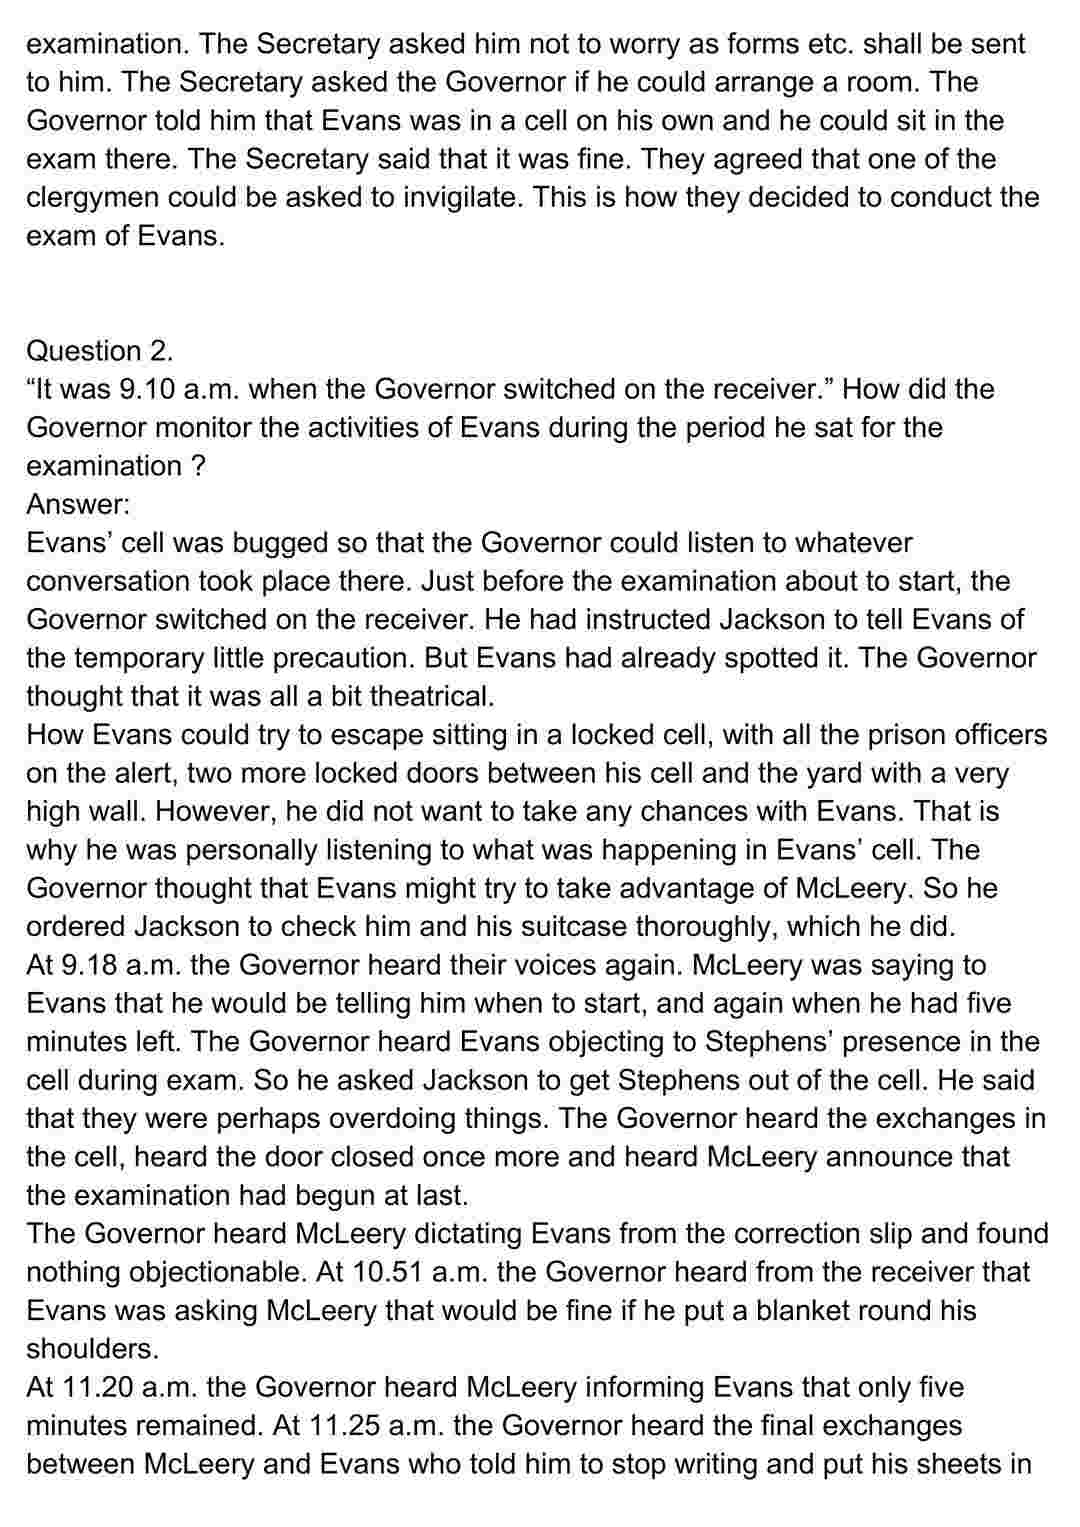 examination. The Secretary asked him not to worry as forms etc. shall be sent
to him. The Secretary asked the Governor if he could arrange a room. The
Governor told him that Evans was in a cell on his own and he could sit in the
exam there. The Secretary said that it was fine. They agreed that one of the
clergymen could be asked to invigilate. This is how they decided to conduct the
exam of Evans.
Question 2.
“It was 9.10 a.m. when the Governor switched on the receiver.” How did the
Governor monitor the activities of Evans during the period he sat for the
examination ?
Answer:
Evans’ cell was bugged so that the Governor could listen to whatever
conversation took place there. Just before the examination about to start, the
Governor switched on the receiver. He had instructed Jackson to tell Evans of
the temporary little precaution. But Evans had already spotted it. The Governor
thought that it was all a bit theatrical.
How Evans could try to escape sitting in a locked cell, with all the prison officers
on the alert, two more locked doors between his cell and the yard with a very
high wall. However, he did not want to take any chances with Evans. That is
why he was personally listening to what was happening in Evans’ cell. The
Governor thought that Evans might try to take advantage of McLeery. So he
ordered Jackson to check him and his suitcase thoroughly, which he did.
At 9.18 a.m. the Governor heard their voices again. McLeery was saying to
Evans that he would be telling him when to start, and again when he had five
minutes left. The Governor heard Evans objecting to Stephens’ presence in the
cell during exam. So he asked Jackson to get Stephens out of the cell. He said
that they were perhaps overdoing things. The Governor heard the exchanges in
the cell, heard the door closed once more and heard McLeery announce that
the examination had begun at last.
The Governor heard McLeery dictating Evans from the correction slip and found
nothing objectionable. At 10.51 a.m. the Governor heard from the receiver that
Evans was asking McLeery that would be fine if he put a blanket round his
shoulders.
At 11.20 a.m. the Governor heard McLeery informing Evans that only five
minutes remained. At 11.25 a.m. the Governor heard the final exchanges
between McLeery and Evans who told him to stop writing and put his sheets in